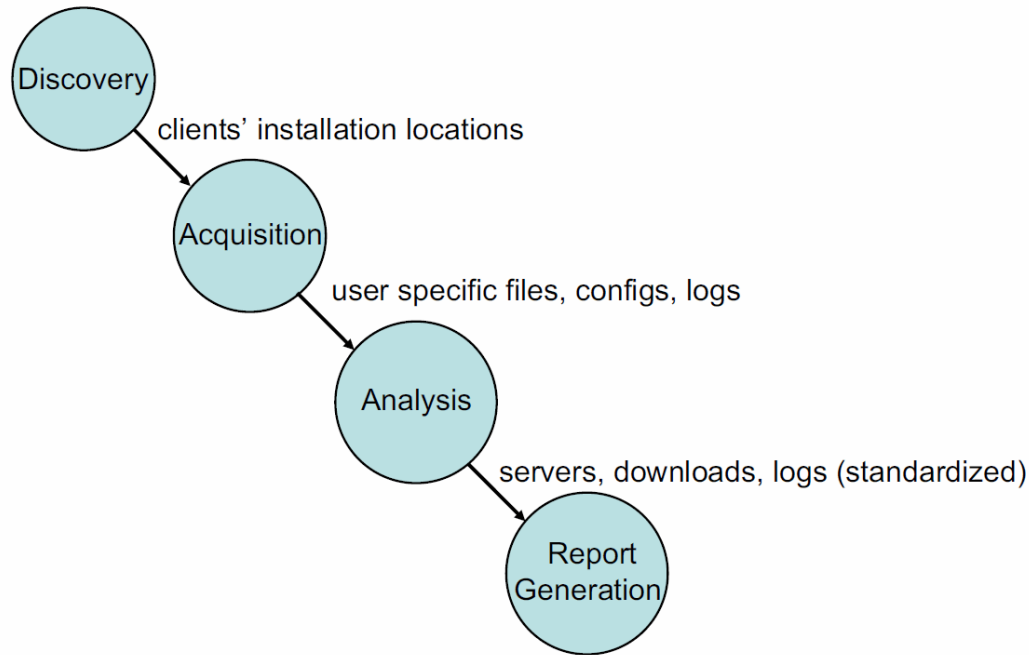 Discovery
clients’ installation locations
Acquisition
user specific files, configs, logs
Analysis
servers, downloads, logs (standardized)
Report
Generation